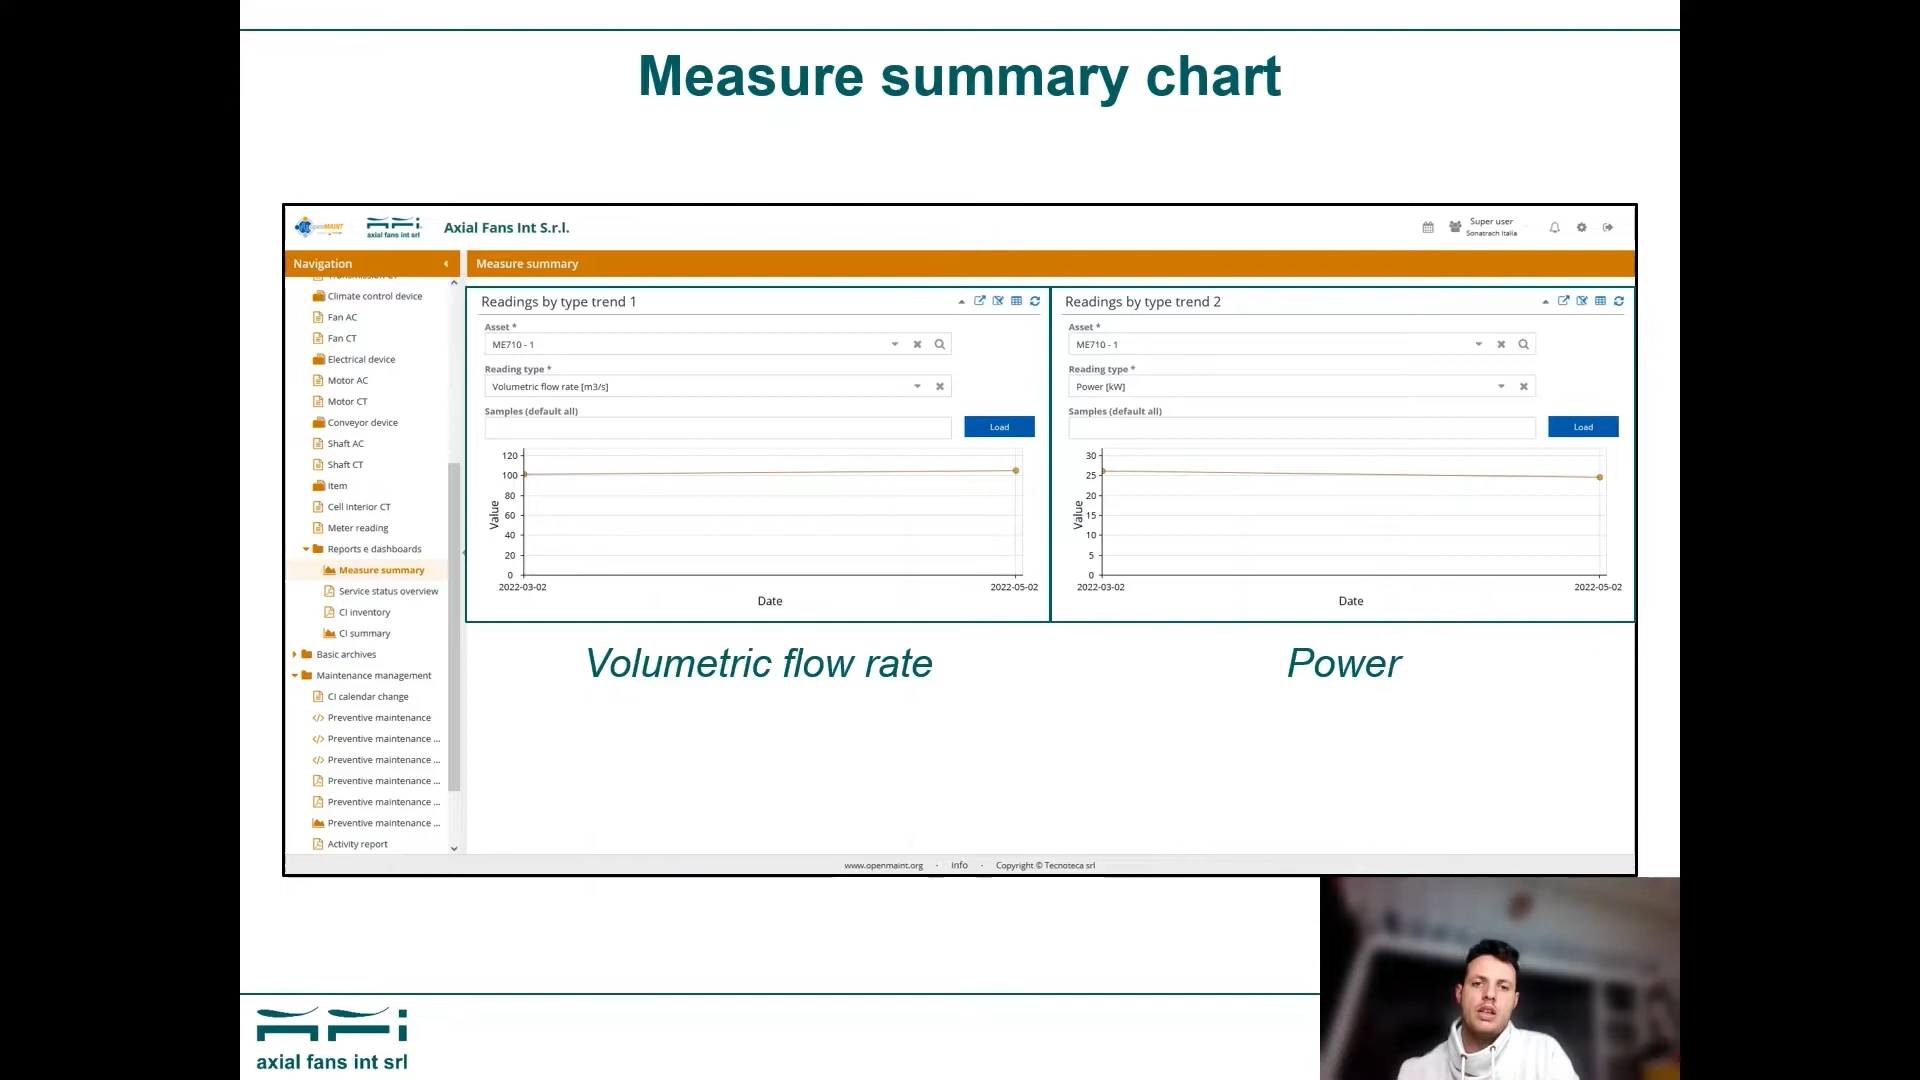 Measure summary chart
openMAINT
axial fans int srl
Axial Fans Int S.r.l.
Super user
Sonatrach Italia
Navigation
Measure summary
Climate control device
Fan AC
Fan CT
Electrical device
Motor AC
Motor CT
Conveyor device
Shaft AC
Shaft CT
Item
Cell interior CT
Meter reading
Reports e dashboards
Measure summary
Service status overview
CI inventory
CI summary
Basic archives
Maintenance management
CI calendar change
Preventive maintenance
Preventive maintenance ...
Preventive maintenance ...
Preventive maintenance ...
Preventive maintenance ...
Preventive maintenance ...
Activity report
Readings by type trend 1
Asset *
ME710 - 1
Reading type *
Volumetric flow rate [m3/s]
Samples (default all)
Load
120
100
80
60
40
20
0
Value
2022-03-02 2022-05-02
Date
Readings by type trend 2
Asset *
ME710 - 1
Reading type *
Power [kW]
Samples (default all)
Load
30
25
20
15
10
5
0
Value
2022-03-02 2022-05-02
Date
Volumetric flow rate
Power
www.openmaint.org · Info · Copyright © Tecnoteca srl
axial fans int srl